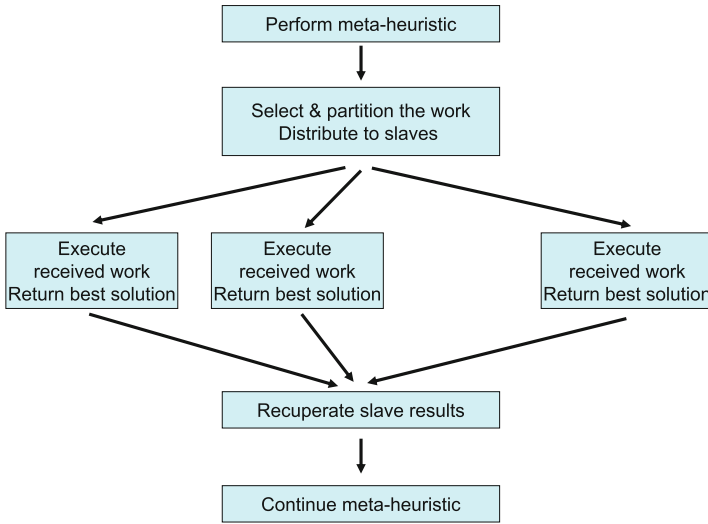 Perform meta-heuristic
Select & partition the work
Distribute to slaves
Execute
received work
Return best solution
Execute
received work
Return best solution
Execute
received work
Return best solution
Recuperate slave results
Continue meta-heuristic